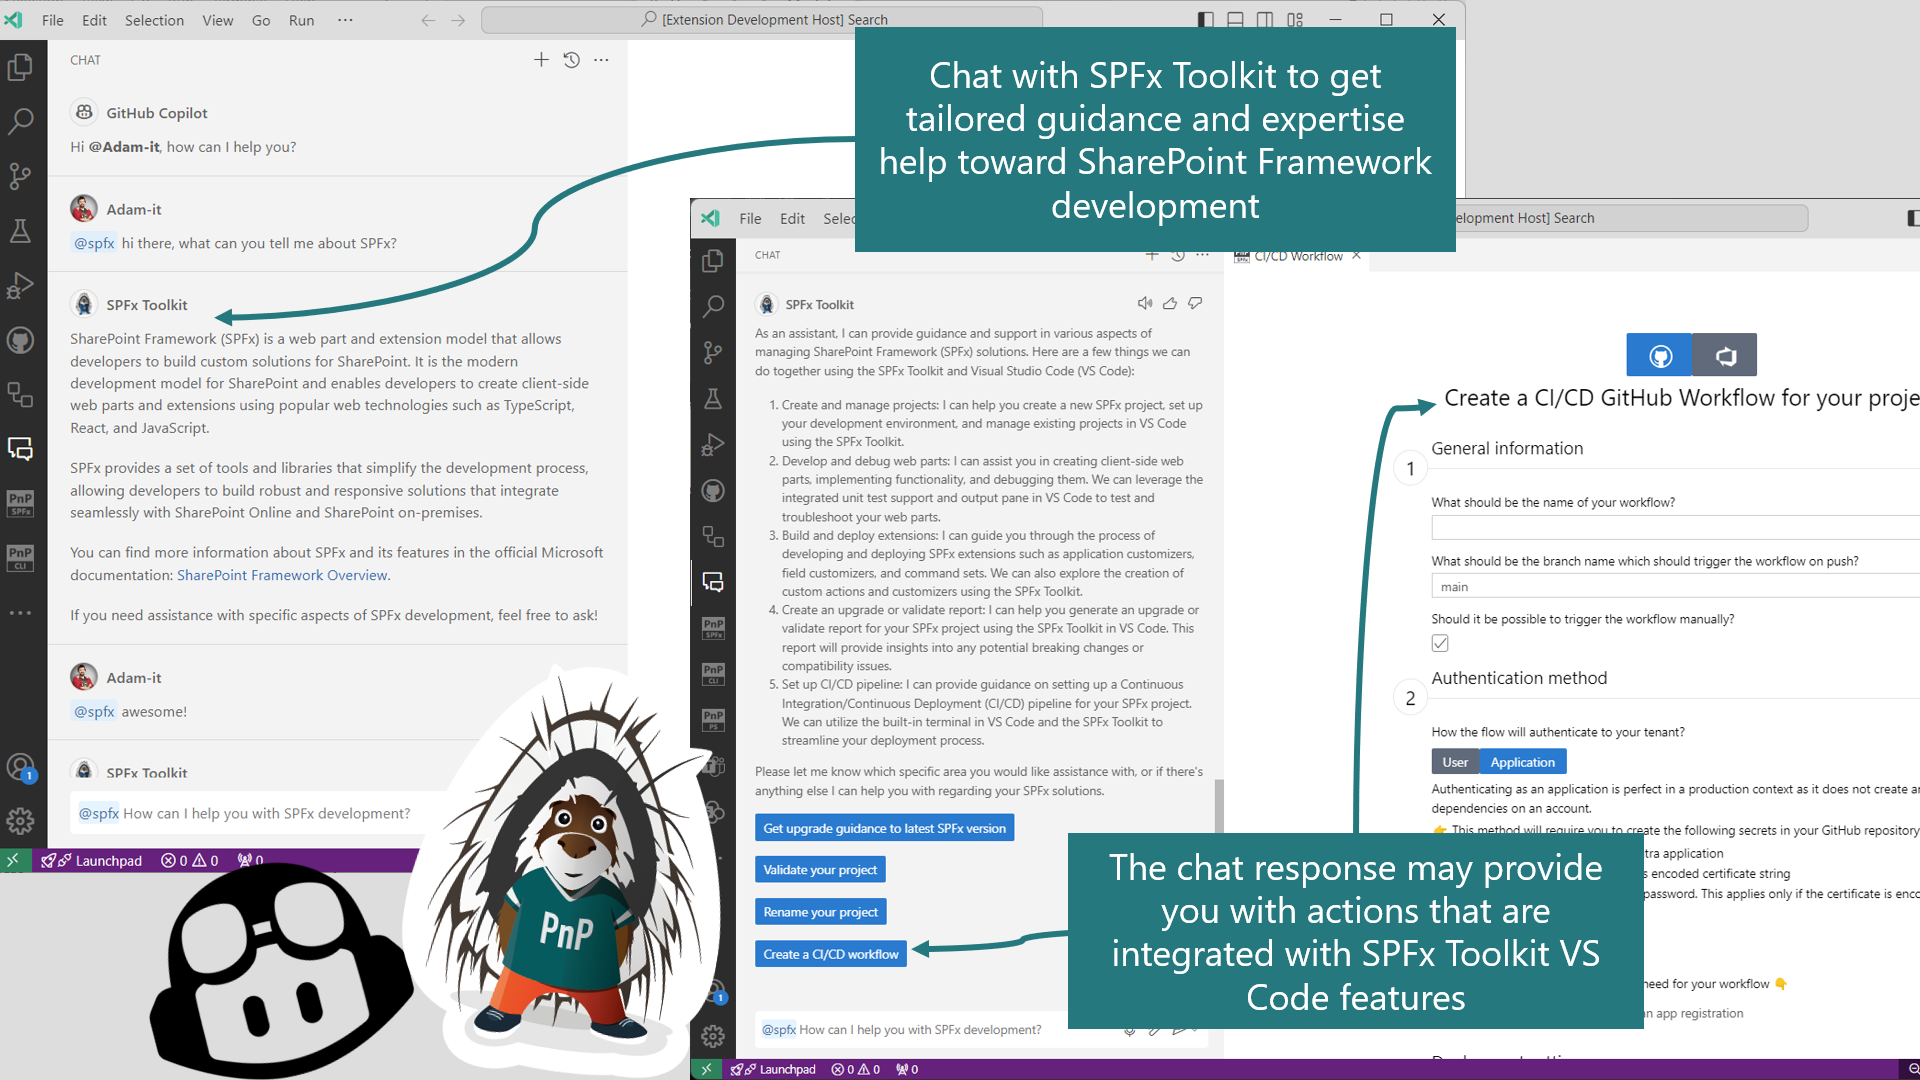 File Edit Selection View Go Run ···
[Extension Development Host] Search
CHAT
GitHub Copilot
Hi @Adam-it, how can I help you?
Adam-it
@spfx hi there, what can you tell me about SPFx?
SPFx Toolkit
SharePoint Framework (SPFx) is a web part and extension model that allows
developers to build custom solutions for SharePoint. It is the modern
development model for SharePoint and enables developers to create client-side
web parts and extensions using popular web technologies such as TypeScript,
React, and JavaScript.
SPFx provides a set of tools and libraries that simplify the development process,
allowing developers to build robust and responsive solutions that integrate
seamlessly with SharePoint Online and SharePoint on-premises.
You can find more information about SPFx and its features in the official Microsoft
documentation: SharePoint Framework Overview.
If you need assistance with specific aspects of SPFx development, feel free to ask!
Adam-it
@spfx awesome!
SPFx Toolkit
@spfx How can I help you with SPFx development?
PnP SPFx
PnP CLI
1
Launchpad 0 0 0
PnP
Chat with SPFx Toolkit to get
tailored guidance and expertise
help toward SharePoint Framework
development
File Edit Selec
elopment Host] Search
CHAT
CI/CD Workflow
SPFx Toolkit
As an assistant, I can provide guidance and support in various aspects of
managing SharePoint Framework (SPFx) solutions. Here are a few things we can
do together using the SPFx Toolkit and Visual Studio Code (VS Code):
1. Create and manage projects: I can help you create a new SPFx project, set up
your development environment, and manage existing projects in VS Code
using the SPFx Toolkit.
2. Develop and debug web parts: I can assist you in creating client-side web
parts, implementing functionality, and debugging them. We can leverage the
integrated unit test support and output pane in VS Code to test and
troubleshoot your web parts.
3. Build and deploy extensions: I can guide you through the process of
developing and deploying SPFx extensions such as application customizers,
field customizers, and command sets. We can also explore the creation of
custom actions and customizers using the SPFx Toolkit.
4. Create an upgrade or validate report: I can help you generate an upgrade or
validate report for your SPFx project using the SPFx Toolkit in VS Code. This
report will provide insights into any potential breaking changes or
compatibility issues.
5. Set up CI/CD pipeline: I can provide guidance on setting up a Continuous
Integration/Continuous Deployment (CI/CD) pipeline for your SPFx project.
We can utilize the built-in terminal in VS Code and the SPFx Toolkit to
streamline your deployment process.
Please let me know which specific area you would like assistance with, or if there's
anything else I can help you with regarding your SPFx solutions.
Get upgrade guidance to latest SPFx version
Validate your project
Rename your project
Create a CI/CD workflow
@spfx How can I help you with SPFx development?
PnP SPFx
PnP CLI
PnP PS
1
Launchpad 0 0 0
Create a CI/CD GitHub Workflow for your proje
1
General information
What should be the name of your workflow?
What should be the branch name which should trigger the workflow on push?
main
Should it be possible to trigger the workflow manually?
2
Authentication method
How the flow will authenticate to your tenant?
User Application
Authenticating as an application is perfect in a production context as it does not create an
dependencies on an account.
👉 This method will require you to create the following secrets in your GitHub repository
tra application
s encoded certificate string
password. This applies only if the certificate is enco
need for your workflow 👇
n app registration
The chat response may provide
you with actions that are
integrated with SPFx Toolkit VS
Code features